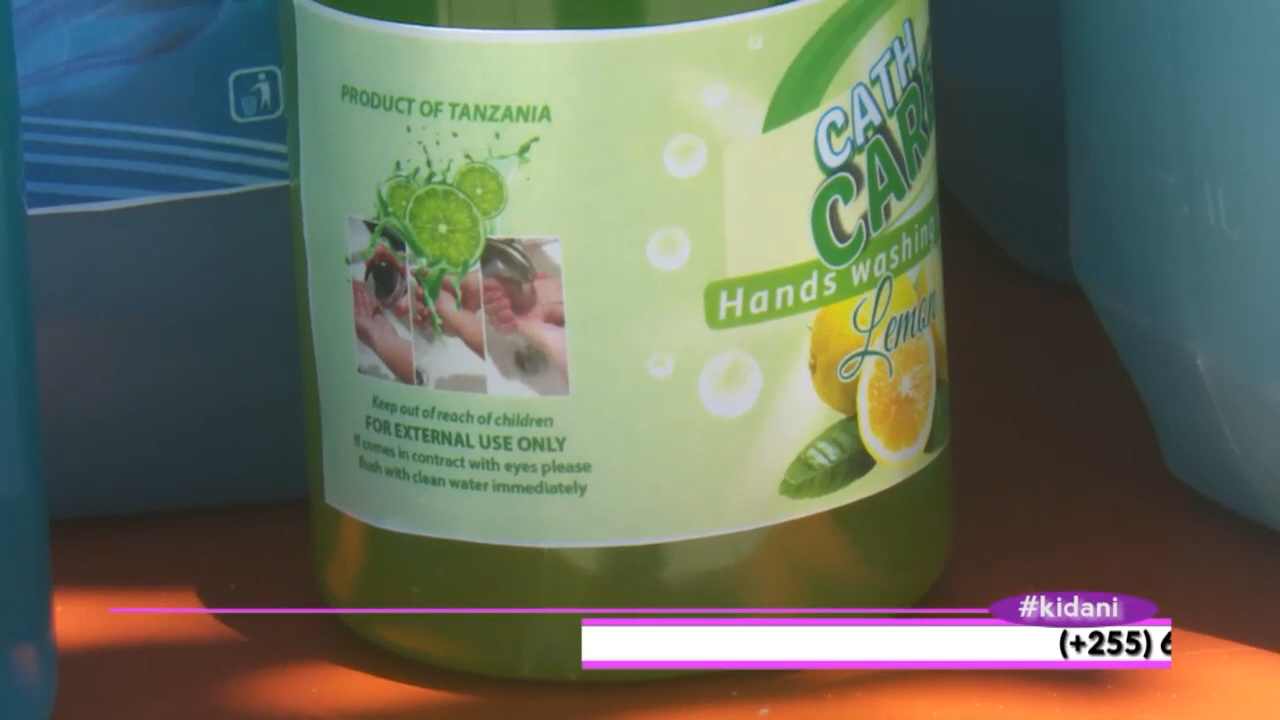 PRODUCT OF TANZANIA
CATH
CARE
Hands washing
Lemon
Keep out of reach of children
FOR EXTERNAL USE ONLY
If comes in contract with eyes please
flush with clean water immediately
#kidani
(+255) 6